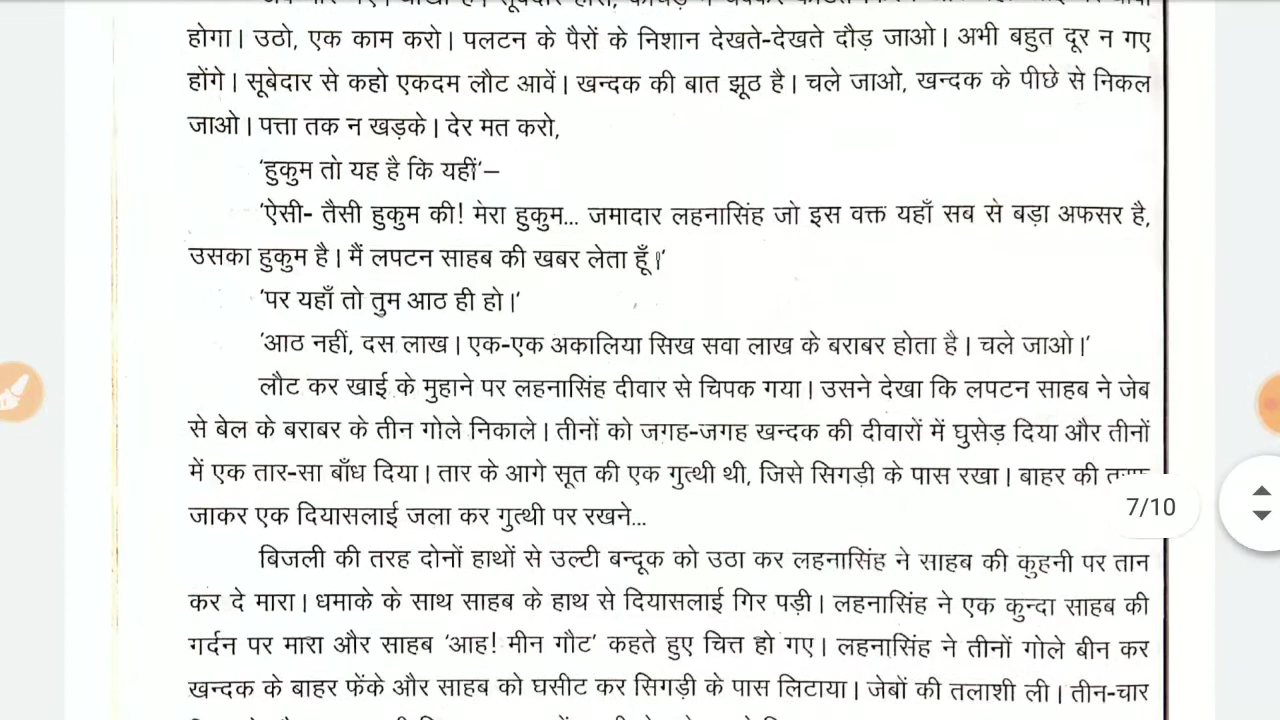 होगा। उठो, एक काम करो। पलटन के पैरों के निशान देखते-देखते दौड़ जाओ। अभी बहुत दूर न गए
होंगे। सूबेदार से कहो एकदम लौट आवें। खन्दक की बात झूठ है। चले जाओ, खन्दक के पीछे से निकल
जाओ। पत्ता तक न खड़के। देर मत करो,
'हुकुम तो यह है कि यहीं'–
'ऐसी- तैसी हुकुम की! मेरा हुकुम... जमादार लहनासिंह जो इस वक्त यहाँ सब से बड़ा अफसर है,
उसका हुकुम है। मैं लपटन साहब की खबर लेता हूँ।'
'पर यहाँ तो तुम आठ ही हो।'
'आठ नहीं, दस लाख। एक-एक अकालिया सिख सवा लाख के बराबर होता है। चले जाओ।'
लौट कर खाई के मुहाने पर लहनासिंह दीवार से चिपक गया। उसने देखा कि लपटन साहब ने जेब
से बेल के बराबर के तीन गोले निकाले। तीनों को जगह-जगह खन्दक की दीवारों में घुसेड़ दिया और तीनों
में एक तार-सा बाँध दिया। तार के आगे सूत की एक गुत्थी थी, जिसे सिगड़ी के पास रखा। बाहर की
7/10
जाकर एक दियासलाई जला कर गुत्थी पर रखने...
बिजली की तरह दोनों हाथों से उल्टी बन्दूक को उठा कर लहनासिंह ने साहब की कुहनी पर तान
कर दे मारा। धमाके के साथ साहब के हाथ से दियासलाई गिर पड़ी। लहनासिंह ने एक कुन्दा साहब की
गर्दन पर मारा और साहब 'आह! मीन गौट' कहते हुए चित्त हो गए। लहनासिंह ने तीनों गोले बीन कर
खन्दक के बाहर फेंके और साहब को घसीट कर सिगड़ी के पास लिटाया। जेबों की तलाशी ली। तीन-चार